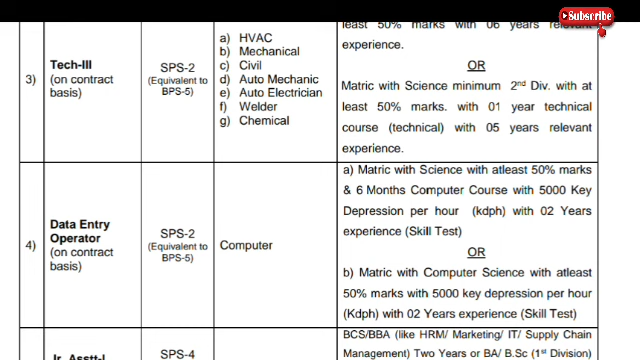 Subscribe
least 50% marks with 06 years relevant
experience.
OR
Matric with Science minimum 2nd Div. with at
least 50% marks. with 01 year technical
course (technical) with 05 years relevant
experience.
3)
Tech-III
(on contract
basis)
SPS-2
(Equivalent to
BPS-5)
a) HVAC
b) Mechanical
c) Civil
d) Auto Mechanic
e) Auto Electrician
f) Welder
g) Chemical
4)
Data Entry
Operator
(on contract
basis)
SPS-2
(Equivalent to
BPS-5)
Computer
a) Matric with Science with atleast 50% marks
& 6 Months Computer Course with 5000 Key
Depression per hour (kdph) with 02 Years
experience (Skill Test)
OR
b) Matric with Computer Science with atleast
50% marks with 5000 key depression per hour
(Kdph) with 02 Years experience (Skill Test)
Jr. Asstt-I
SPS-4
BCS/BBA (like HRM/ Marketing/ IT/ Supply Chain
Management) Two Years or BA/ B.Sc (1st Division)